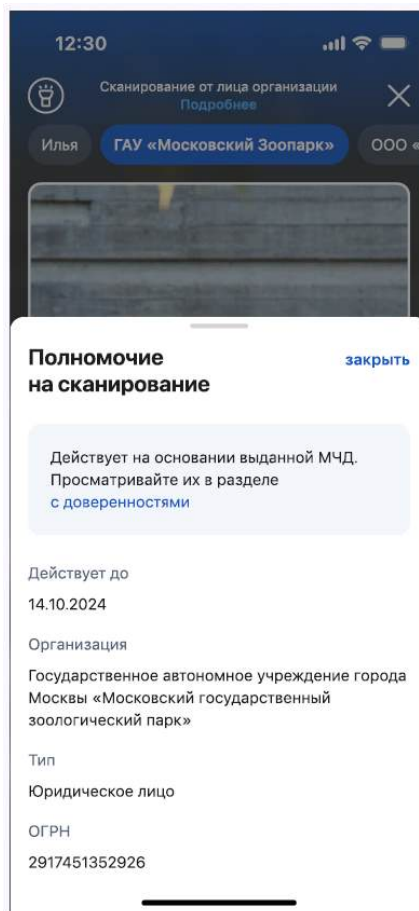 12:30
Сканирование от лица организации
Подробнее
Илья
ГАУ «Московский Зоопарк»
ООО «
Полномочие
на сканирование
закрыть
Действует на основании выданной МЧД.
Просматривайте их в разделе
с доверенностями
Действует до
14.10.2024
Организация
Государственное автономное учреждение города
Москвы «Московский государственный
зоологический парк»
Тип
Юридическое лицо
ОГРН
2917451352926